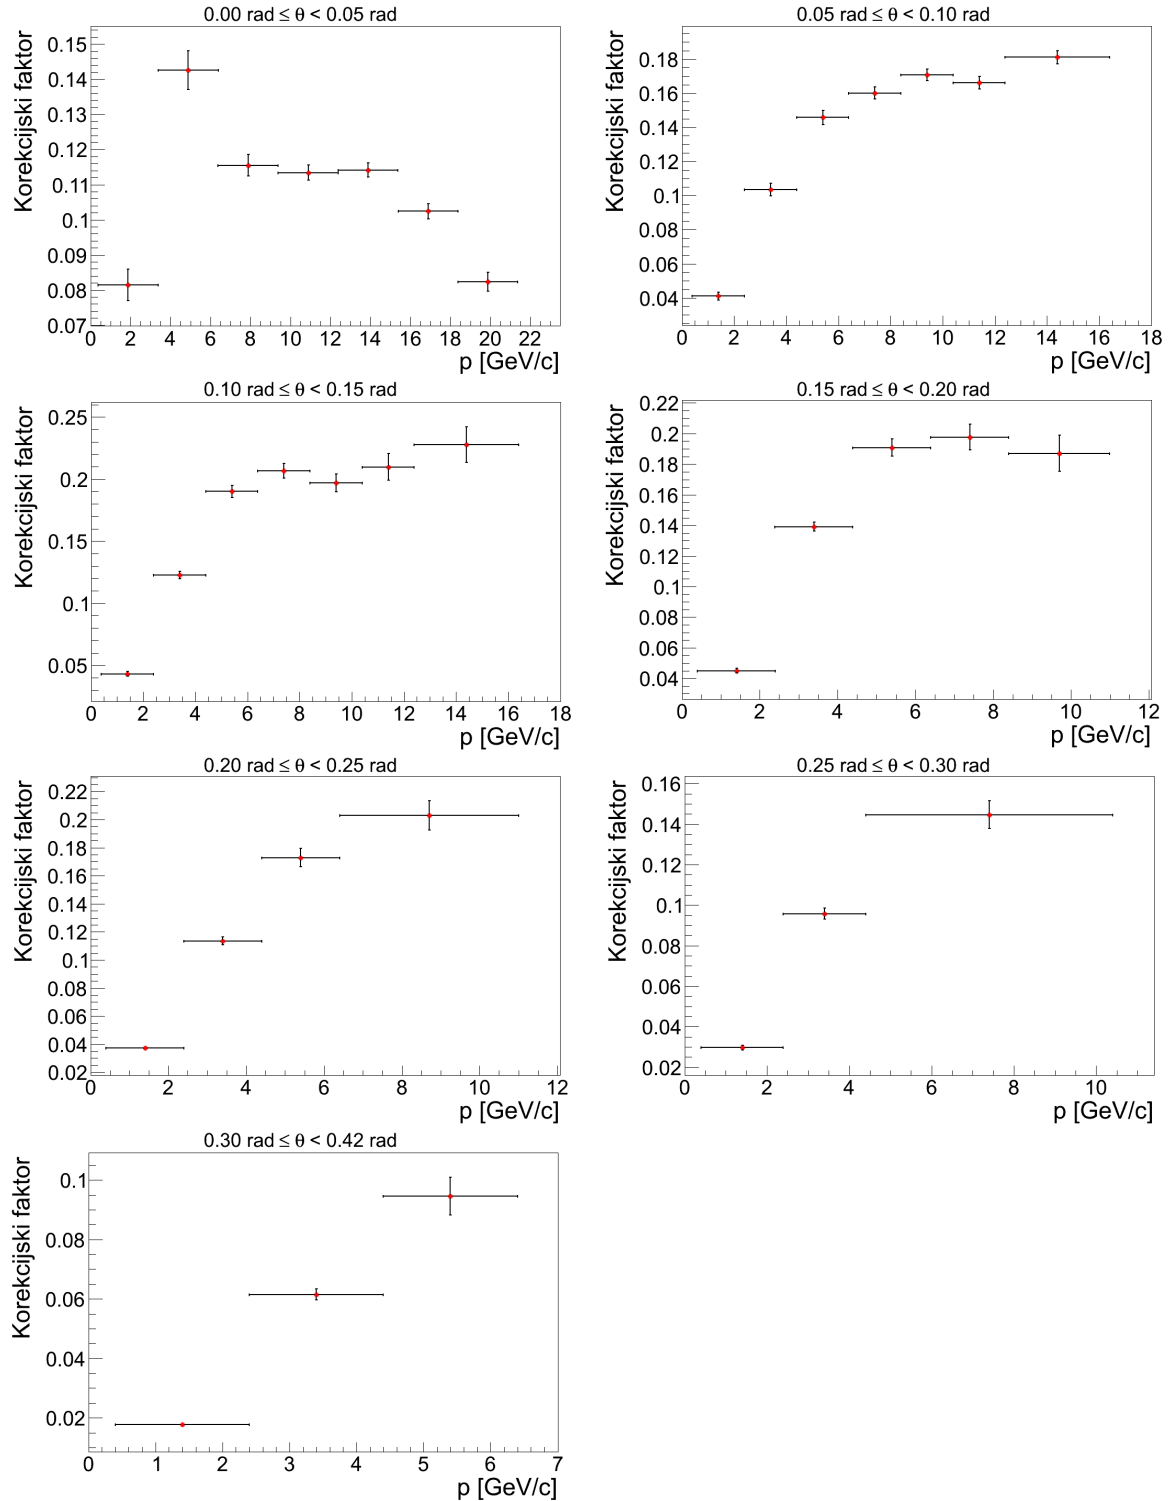 0.00 rad ≤ θ < 0.05 rad
Korekcijski faktor
0.15
0.14
0.13
0.12
0.11
0.1
0.09
0.08
0.07
0 2 4 6 8 10 12 14 16 18 20 22
p [GeV/c]
0.05 rad ≤ θ < 0.10 rad
Korekcijski faktor
0.18
0.16
0.14
0.12
0.1
0.08
0.06
0.04
0 2 4 6 8 10 12 14 16 18
p [GeV/c]
0.10 rad ≤ θ < 0.15 rad
Korekcijski faktor
0.25
0.2
0.15
0.1
0.05
0 2 4 6 8 10 12 14 16 18
p [GeV/c]
0.15 rad ≤ θ < 0.20 rad
Korekcijski faktor
0.22
0.2
0.18
0.16
0.14
0.12
0.1
0.08
0.06
0.04
0 2 4 6 8 10 12
p [GeV/c]
0.20 rad ≤ θ < 0.25 rad
Korekcijski faktor
0.22
0.2
0.18
0.16
0.14
0.12
0.1
0.08
0.06
0.04
0.02
0 2 4 6 8 10 12
p [GeV/c]
0.25 rad ≤ θ < 0.30 rad
Korekcijski faktor
0.16
0.14
0.12
0.1
0.08
0.06
0.04
0.02
0 2 4 6 8 10
p [GeV/c]
0.30 rad ≤ θ < 0.42 rad
Korekcijski faktor
0.1
0.08
0.06
0.04
0.02
0 1 2 3 4 5 6 7
p [GeV/c]